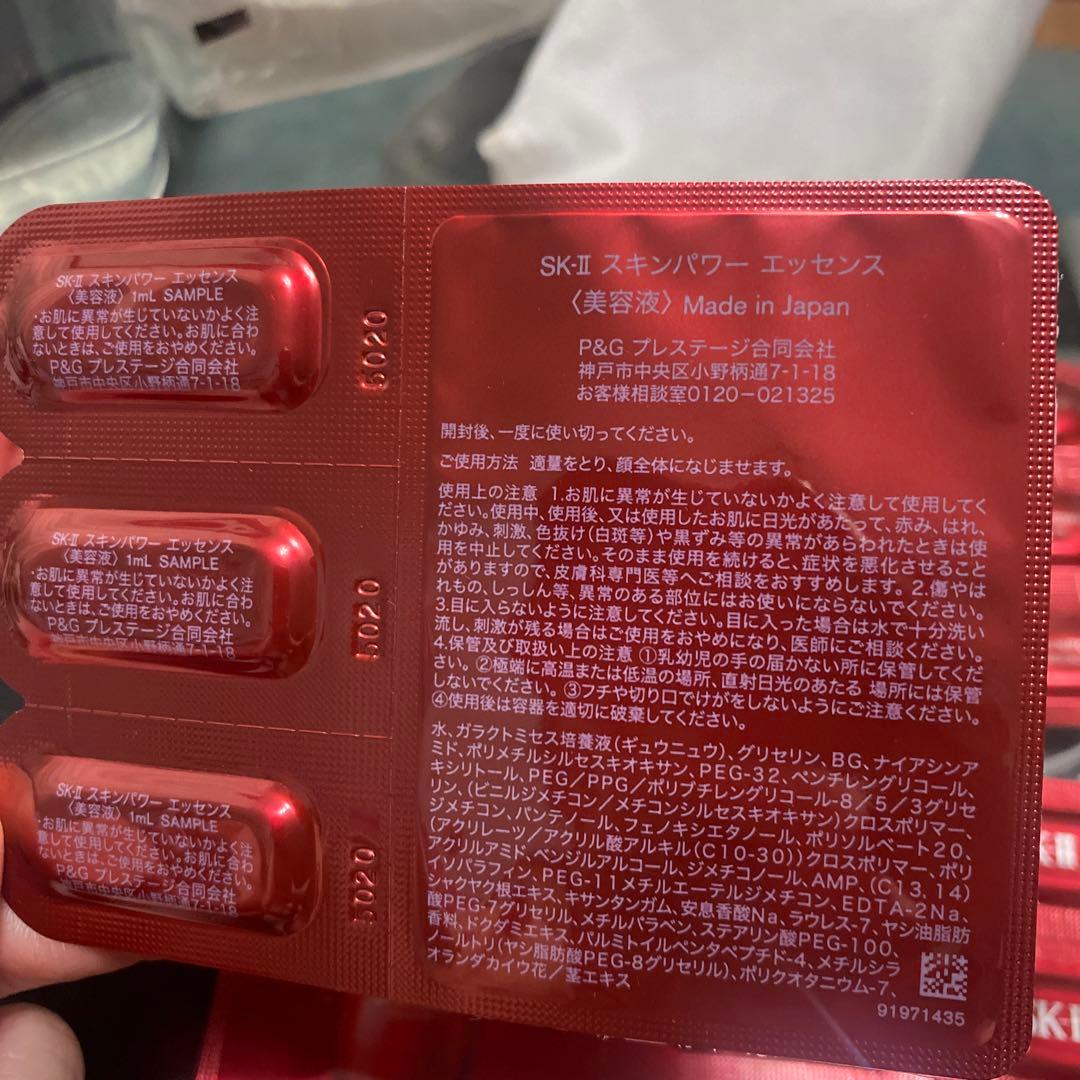 SK-II スキンパワー エッセンス
〈美容液〉 1mL SAMPLE
・お肌に異常が生じていないかよく注
意して使用してください。お肌に合わ
ないときは、ご使用をおやめください。
P&G プレステージ合同会社
神戸市中央区小野柄通7-1-18
5020
SK-II スキンパワー エッセンス
〈美容液〉 1mL SAMPLE
・お肌に異常が生じていないかよく注
意して使用してください。お肌に合わ
ないときは、ご使用をおやめください。
P&G プレステージ合同会社
神戸市中央区小野柄通7-1-18
5020
SK-II スキンパワー エッセンス
〈美容液〉 1mL SAMPLE
・お肌に異常が生じていないかよく注
意して使用してください。お肌に合わ
ないときは、ご使用をおやめください。
P&G プレステージ合同会社
神戸市中央区小野柄通7-1-18
5020
SK-II スキンパワー エッセンス
〈美容液〉 Made in Japan
P&G プレステージ合同会社
神戸市中央区小野柄通7-1-18
お客様相談室0120-021325
開封後、一度に使い切ってください。
ご使用方法 適量をとり、顔全体になじませます。
使用上の注意 1.お肌に異常が生じていないかよく注意して使用してく
ださい。使用中、使用後、又は使用したお肌に日光があたって、赤み、はれ、
かゆみ、刺激、色抜け(白斑等)や黒ずみ等の異常があらわれたときは使
用を中止してください。そのまま使用を続けると、症状を悪化させること
がありますので、皮膚科専門医等へご相談をおすすめします。2.傷やは
れもの、しっしん等、異常のある部位にはお使いにならないでください。
3.目に入らないように注意してください。目に入った場合は水で十分洗い
流し、刺激が残る場合はご使用をおやめになり、医師にご相談ください。
4.保管及び取扱い上の注意 ①乳幼児の手の届かない所に保管してくだ
さい。 ②極端に高温または低温の場所、直射日光のあたる 場所には保管
しないでください。 ③フチや切り口でけがをしないようにご注意ください。
④使用後は容器を適切に破棄してください。
水、ガラクトミセス培養液(ギュウニュウ)、グリセリン、BG、ナイアシンア
ミド、ポリメチルシルセスキオキサン、PEG-32、ペンチレングリコール、
キシリトール、PEG/PPG/ポリブチレングリコール-8/5/3グリセ
リン、(ビニルジメチコン/メチコンシルセスキオキサン)クロスポリマー、
ジメチコン、パンテノール、フェノキシエタノール、ポリソルベート20、
(アクリレーツ/アクリル酸アルキル(C10-30))クロスポリマー、ポリ
アクリルアミド、ベンジルアルコール、ジメチコノール、AMP、(C13,14)
イソパラフィン、PEG-11メチルエーテルジメチコン、EDTA-2Na、
シャクヤク根エキス、キサンタンガム、安息香酸Na、ラウレス-7、ヤシ油脂肪
酸PEG-7グリセリル、メチルパラベン、ステアリン酸PEG-100、
香料、ドクダミエキス、パルミトイルペンタペプチド-4、メチルシラ
ノールトリ(ヤシ脂肪酸PEG-8グリセリル)、ポリクオタニウム-7、
オランダカイウ花/茎エキス
91971435
SK-II